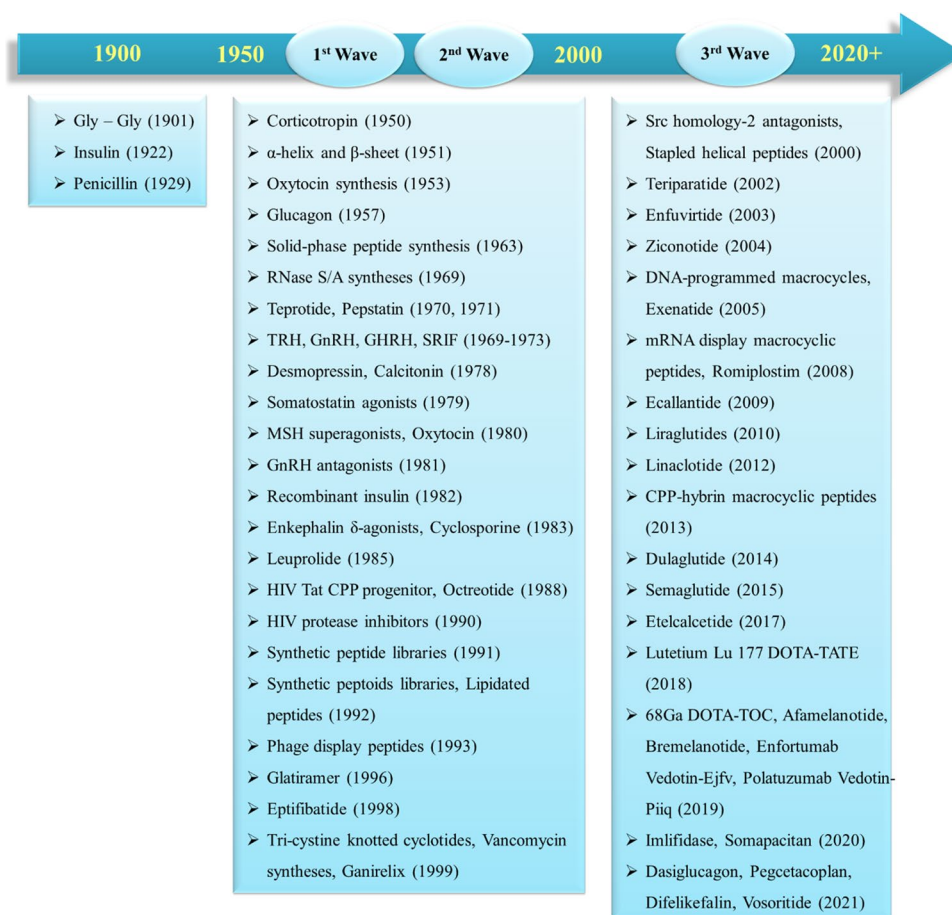 1900
1950
1st Wave
2nd Wave
2000
3rd Wave
2020+
➢ Gly – Gly (1901)
➢ Insulin (1922)
➢ Penicillin (1929)
➢ Corticotropin (1950)
➢ α-helix and β-sheet (1951)
➢ Oxytocin synthesis (1953)
➢ Glucagon (1957)
➢ Solid-phase peptide synthesis (1963)
➢ RNase S/A syntheses (1969)
➢ Teprotide, Pepstatin (1970, 1971)
➢ TRH, GnRH, GHRH, SRIF (1969-1973)
➢ Desmopressin, Calcitonin (1978)
➢ Somatostatin agonists (1979)
➢ MSH superagonists, Oxytocin (1980)
➢ GnRH antagonists (1981)
➢ Recombinant insulin (1982)
➢ Enkephalin δ-agonists, Cyclosporine (1983)
➢ Leuprolide (1985)
➢ HIV Tat CPP progenitor, Octreotide (1988)
➢ HIV protease inhibitors (1990)
➢ Synthetic peptide libraries (1991)
➢ Synthetic peptoids libraries, Lipidated
peptides (1992)
➢ Phage display peptides (1993)
➢ Glatiramer (1996)
➢ Eptifibatide (1998)
➢ Tri-cystine knotted cyclotides, Vancomycin
syntheses, Ganirelix (1999)
➢ Src homology-2 antagonists,
Stapled helical peptides (2000)
➢ Teriparatide (2002)
➢ Enfuvirtide (2003)
➢ Ziconotide (2004)
➢ DNA-programmed macrocycles,
Exenatide (2005)
➢ mRNA display macrocyclic
peptides, Romiplostim (2008)
➢ Ecallantide (2009)
➢ Liraglutides (2010)
➢ Linaclotide (2012)
➢ CPP-hybrin macrocyclic peptides
(2013)
➢ Dulaglutide (2014)
➢ Semaglutide (2015)
➢ Etelcalcetide (2017)
➢ Lutetium Lu 177 DOTA-TATE
(2018)
➢ 68Ga DOTA-TOC, Afamelanotide,
Bremelanotide, Enfortumab
Vedotin-Ejfv, Polatuzumab Vedotin-
Piiq (2019)
➢ Imlifidase, Somapacitan (2020)
➢ Dasiglucagon, Pegcetacoplan,
Difelikefalin, Vosoritide (2021)